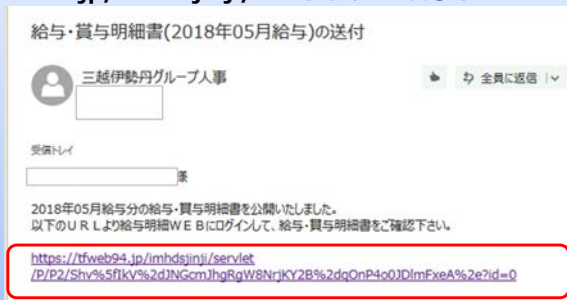 給与・賞与明細書(2018年05月給与)の送付
三越伊勢丹グループ人事
全員に返信
受信トレイ
様
2018年05月給与分の給与・賞与明細書を公開いたしました。
以下のURLより給与明細WEBにログインして、給与・賞与明細書をご確認下さい。
https://tfweb94.jp/imhdsjinji/servlet
/P/P2/Shv%5fIkV%2dJNGcmJhgRgW8NrjKY2B%2dqOnP4o0JDlmFxeA%2e?id=0